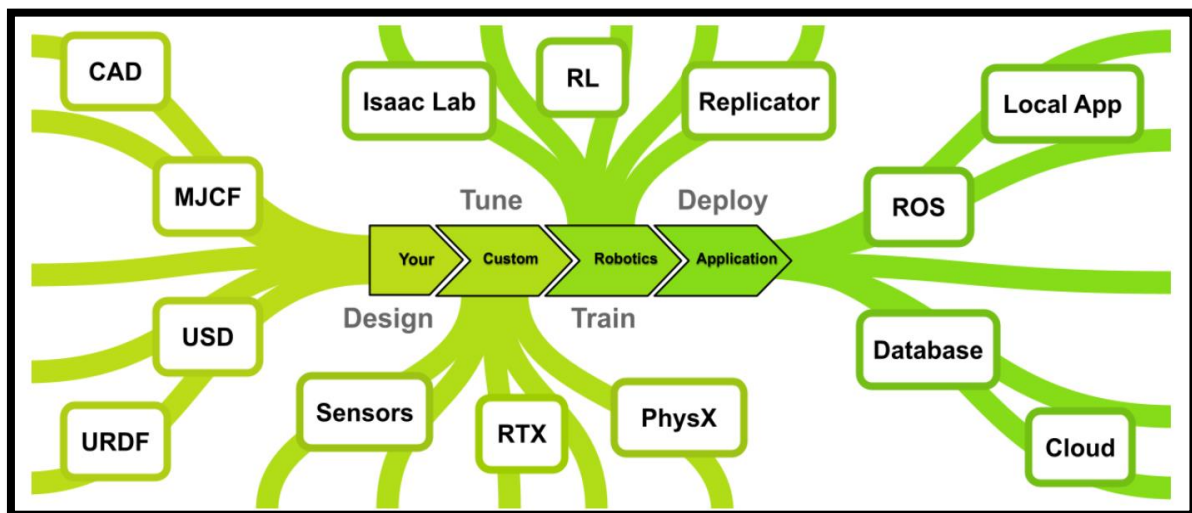 CAD
MJCF
USD
URDF
Isaac Lab
RL
Replicator
Tune
Deploy
Your
Custom
Robotics
Application
Design
Train
Sensors
RTX
PhysX
Local App
ROS
Database
Cloud